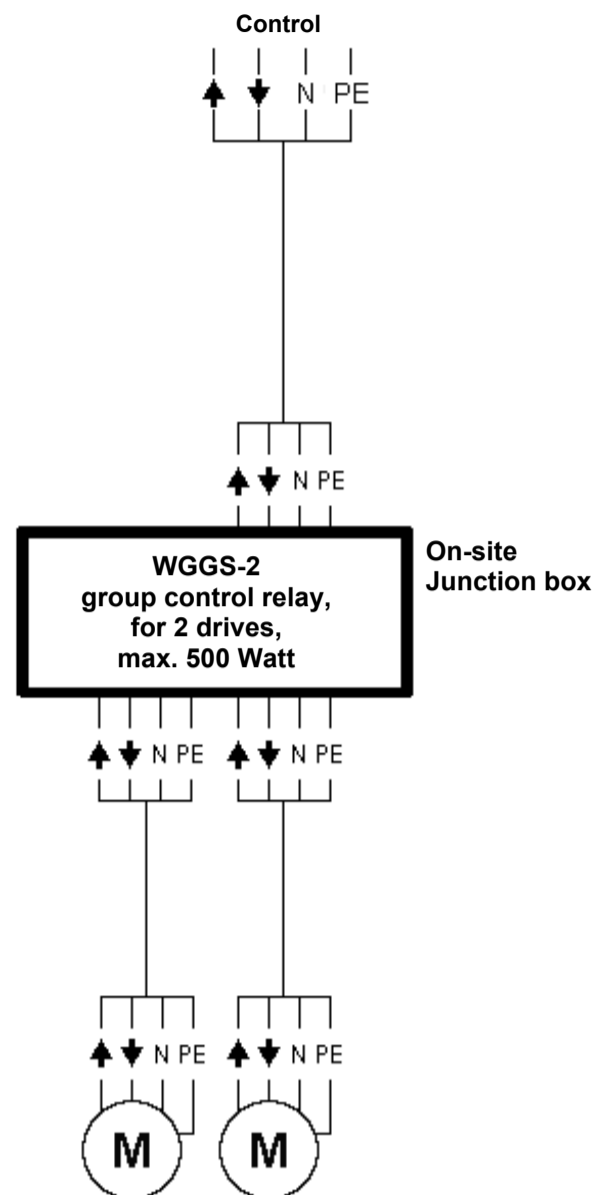 Control
N PE
N PE
WGGS-2
group control relay,
for 2 drives,
max. 500 Watt
On-site
Junction box
N PE N PE
N PE N PE
M M